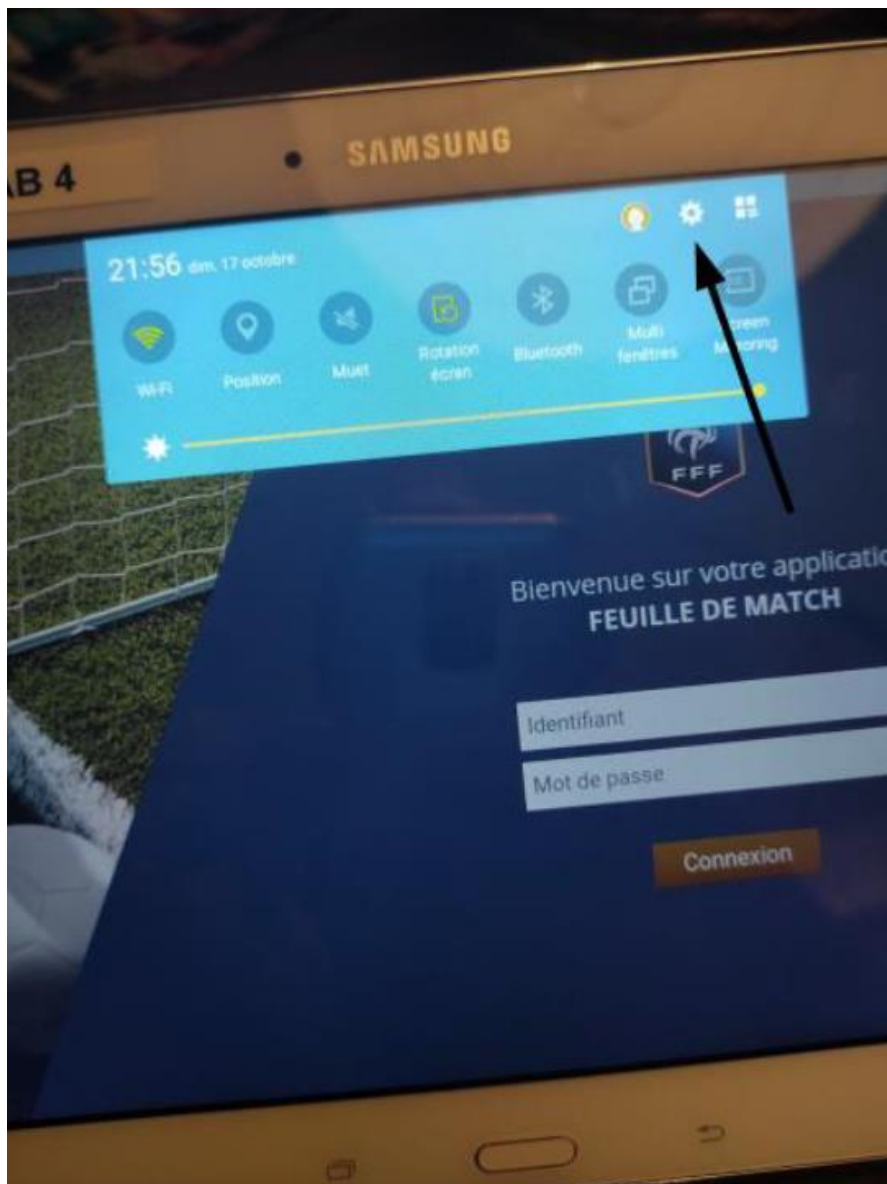 SAMSUNG
AB 4
21:56 dim. 17 octobre
Wi-Fi
Position
Muet
Rotation
écran
Bluetooth
Multi
fenêtres
Mirroring
FFF
Bienvenue sur votre applicatio
FEUILLE DE MATCH
Identifiant
Mot de passe
Connexion